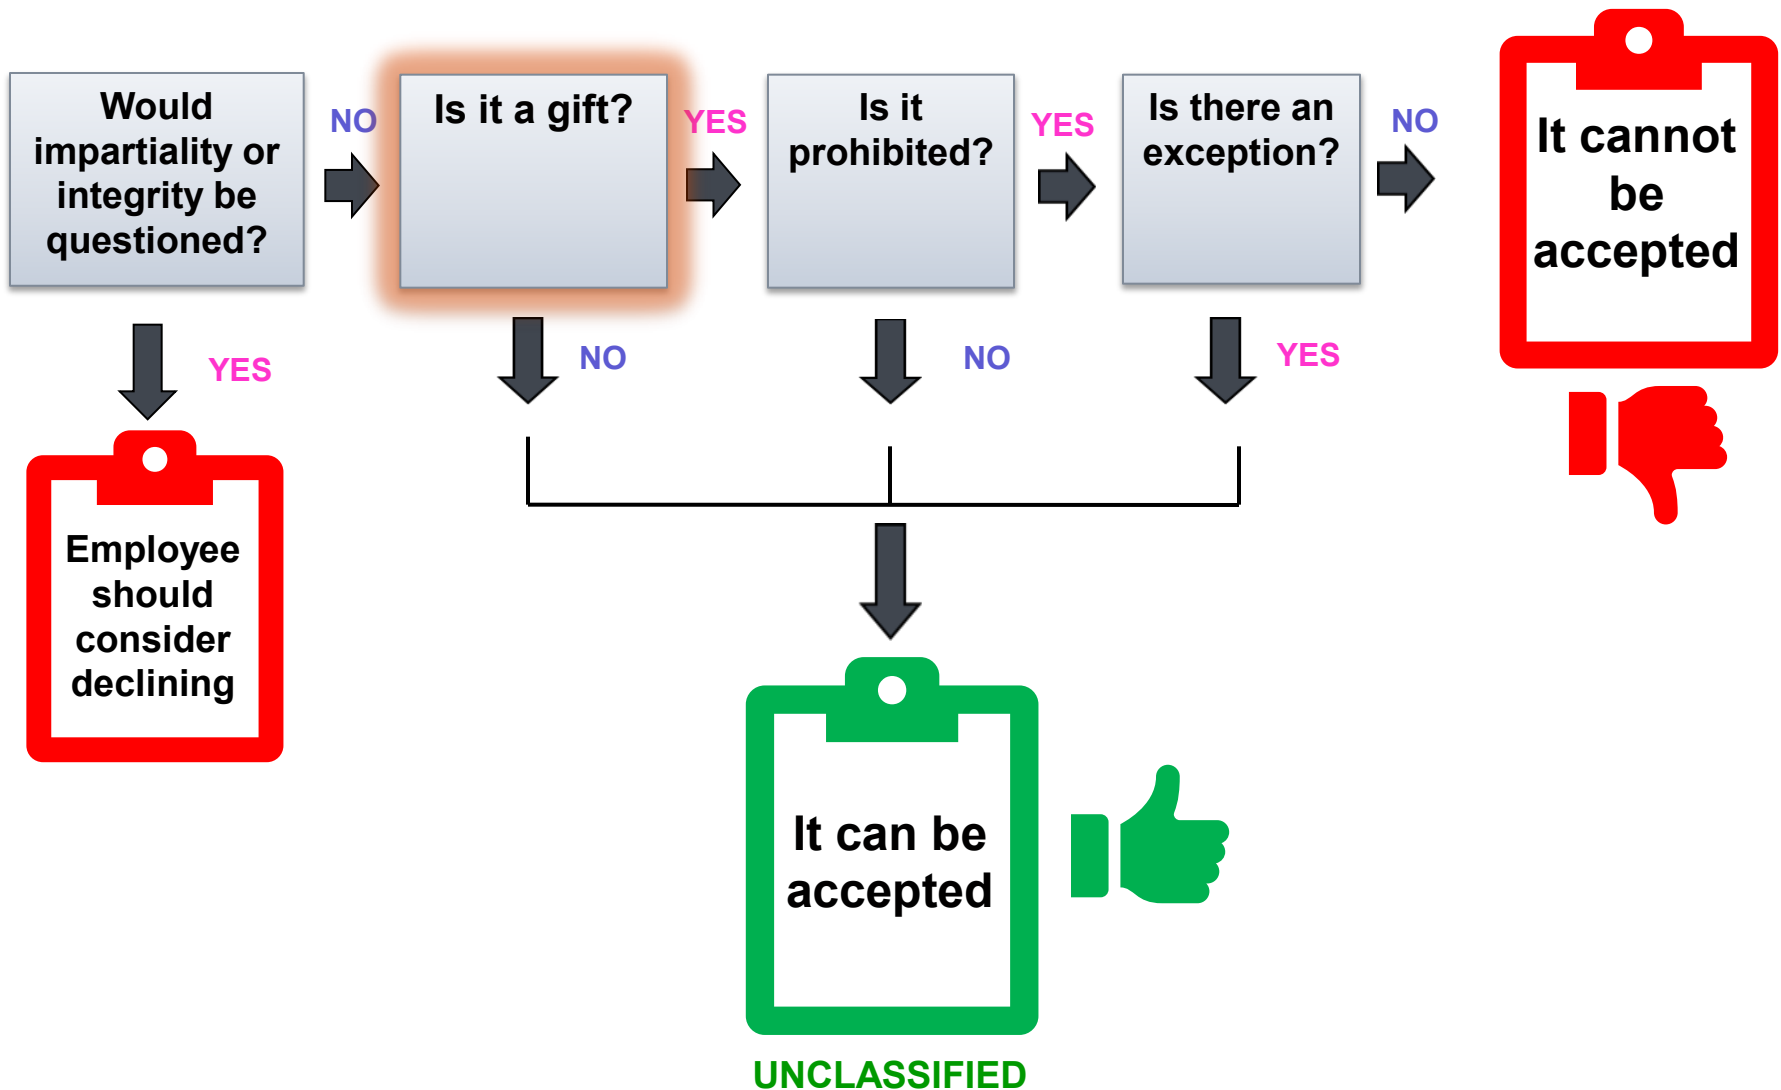 Would
impartiality or
integrity be
questioned?
NO
Is it a gift?
YES
Is it
prohibited?
YES
Is there an
exception?
NO
It cannot
be
accepted
YES
NO
NO
YES
Employee
should
consider
declining
It can be
accepted
UNCLASSIFIED